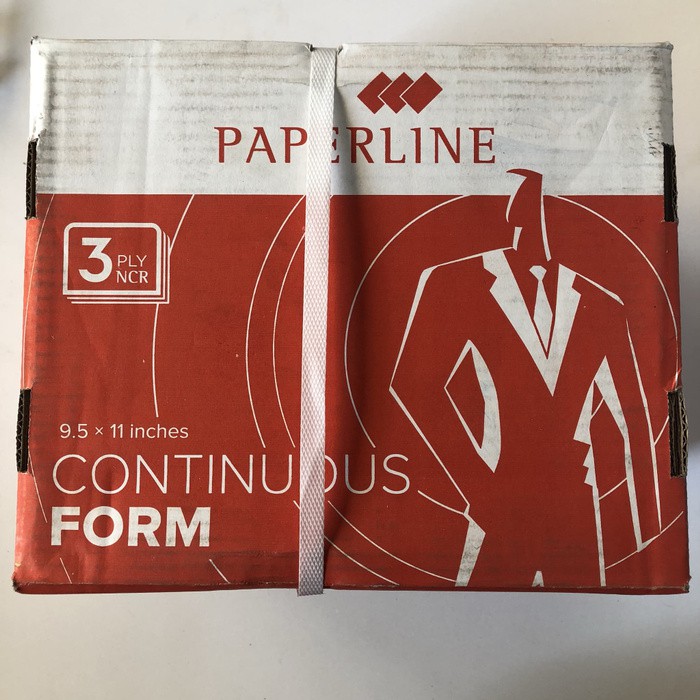 PAPERLINE
3 PLY
NCR
9.5 × 11 inches
CONTINUOUS
FORM